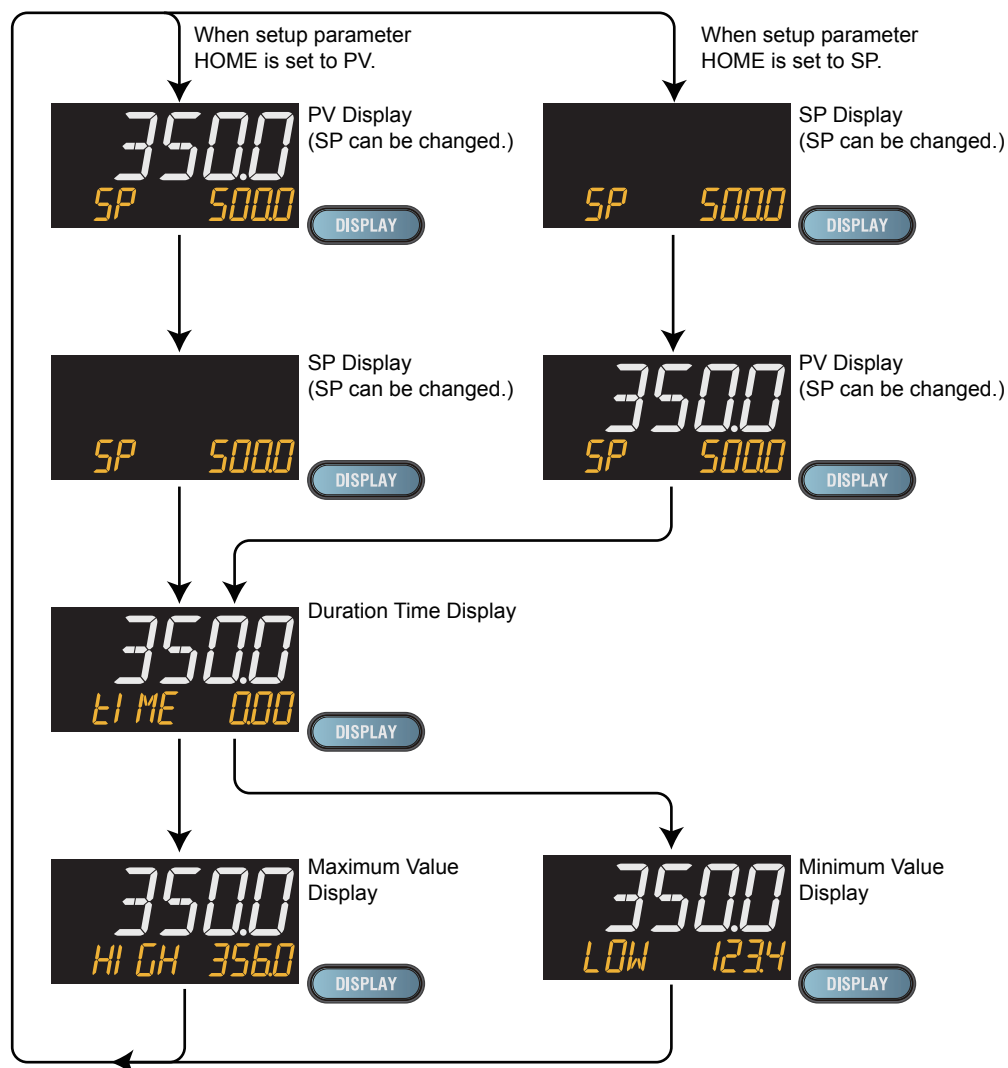 When setup parameter
HOME is set to PV.
When setup parameter
HOME is set to SP.
350.0
SP 500.0
PV Display
(SP can be changed.)
DISPLAY
SP 500.0
SP Display
(SP can be changed.)
DISPLAY
SP 500.0
SP Display
(SP can be changed.)
DISPLAY
350.0
SP 500.0
PV Display
(SP can be changed.)
DISPLAY
350.0
tIME 0.00
Duration Time Display
DISPLAY
350.0
HIGH 356.0
Maximum Value
Display
DISPLAY
350.0
LOW 123.4
Minimum Value
Display
DISPLAY